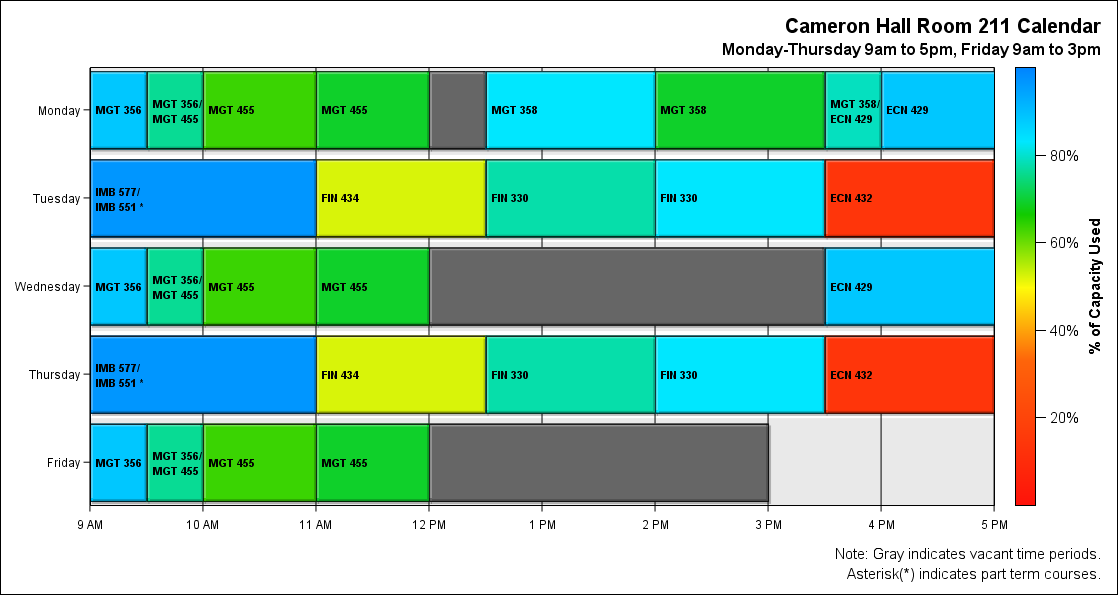 Cameron Hall Room 211 Calendar
Monday-Thursday 9am to 5pm, Friday 9am to 3pm
Monday
MGT 356
MGT 356/
MGT 455
MGT 455
MGT 455
MGT 358
MGT 358
MGT 358/
ECN 429
ECN 429
Tuesday
IMB 577/
IMB 551 *
FIN 434
FIN 330
FIN 330
ECN 432
Wednesday
MGT 356
MGT 356/
MGT 455
MGT 455
MGT 455
ECN 429
Thursday
IMB 577/
IMB 551 *
FIN 434
FIN 330
FIN 330
ECN 432
Friday
MGT 356
MGT 356/
MGT 455
MGT 455
MGT 455
9 AM
10 AM
11 AM
12 PM
1 PM
2 PM
3 PM
4 PM
5 PM
80%
60%
40%
20%
% of Capacity Used
Note: Gray indicates vacant time periods.
Asterisk(*) indicates part term courses.